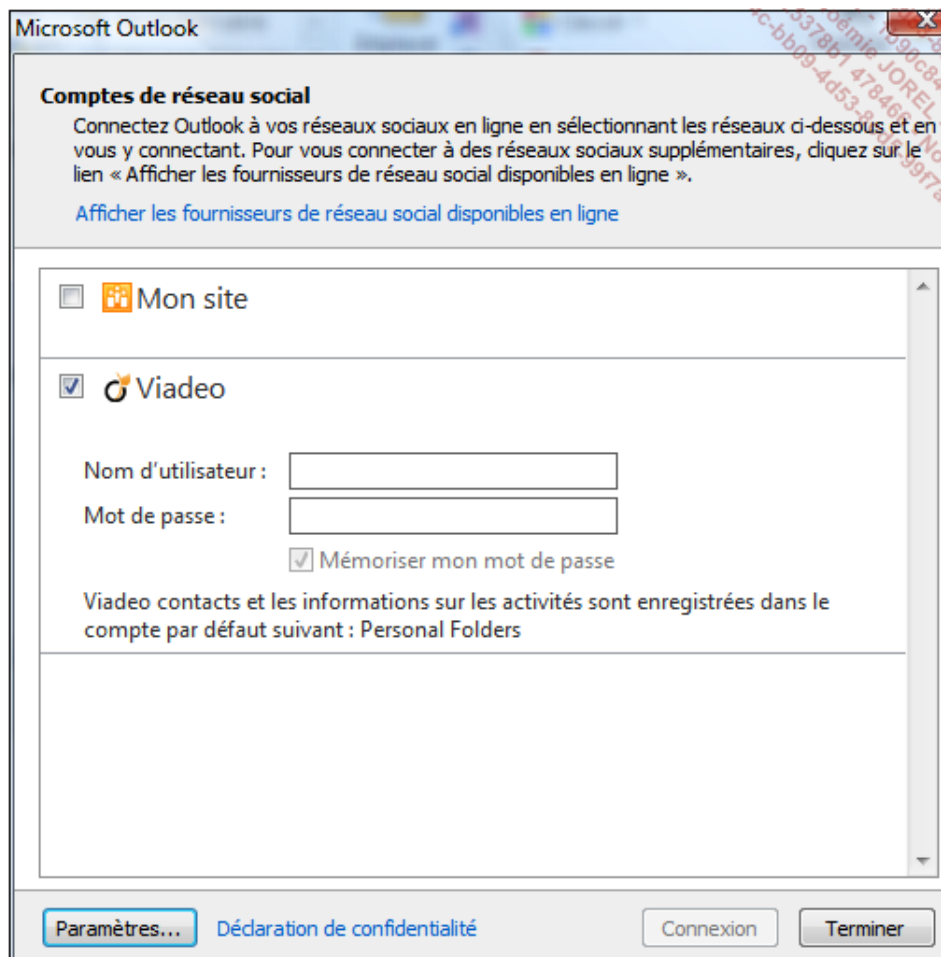 Microsoft Outlook
Comptes de réseau social
Connectez Outlook à vos réseaux sociaux en ligne en sélectionnant les réseaux ci-dessous et en
vous y connectant. Pour vous connecter à des réseaux sociaux supplémentaires, cliquez sur le
lien « Afficher les fournisseurs de réseau social disponibles en ligne ».
Afficher les fournisseurs de réseau social disponibles en ligne
Mon site
Viadeo
Nom d'utilisateur :
Mot de passe :
Mémoriser mon mot de passe
Viadeo contacts et les informations sur les activités sont enregistrées dans le
compte par défaut suivant : Personal Folders
Paramètres... Déclaration de confidentialité Connexion Terminer